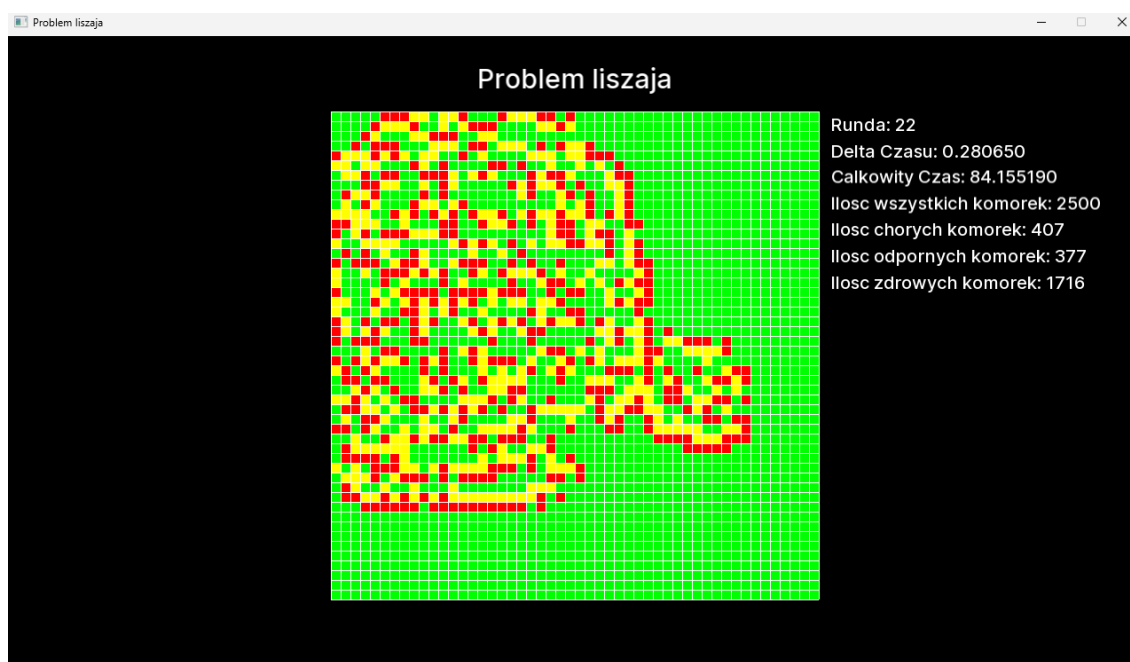 Problem liszaja
Problem liszaja
Runda: 22
Delta Czasu: 0.280650
Calkowity Czas: 84.155190
Ilosc wszystkich komorek: 2500
Ilosc chorych komorek: 407
Ilosc odpornych komorek: 377
Ilosc zdrowych komorek: 1716